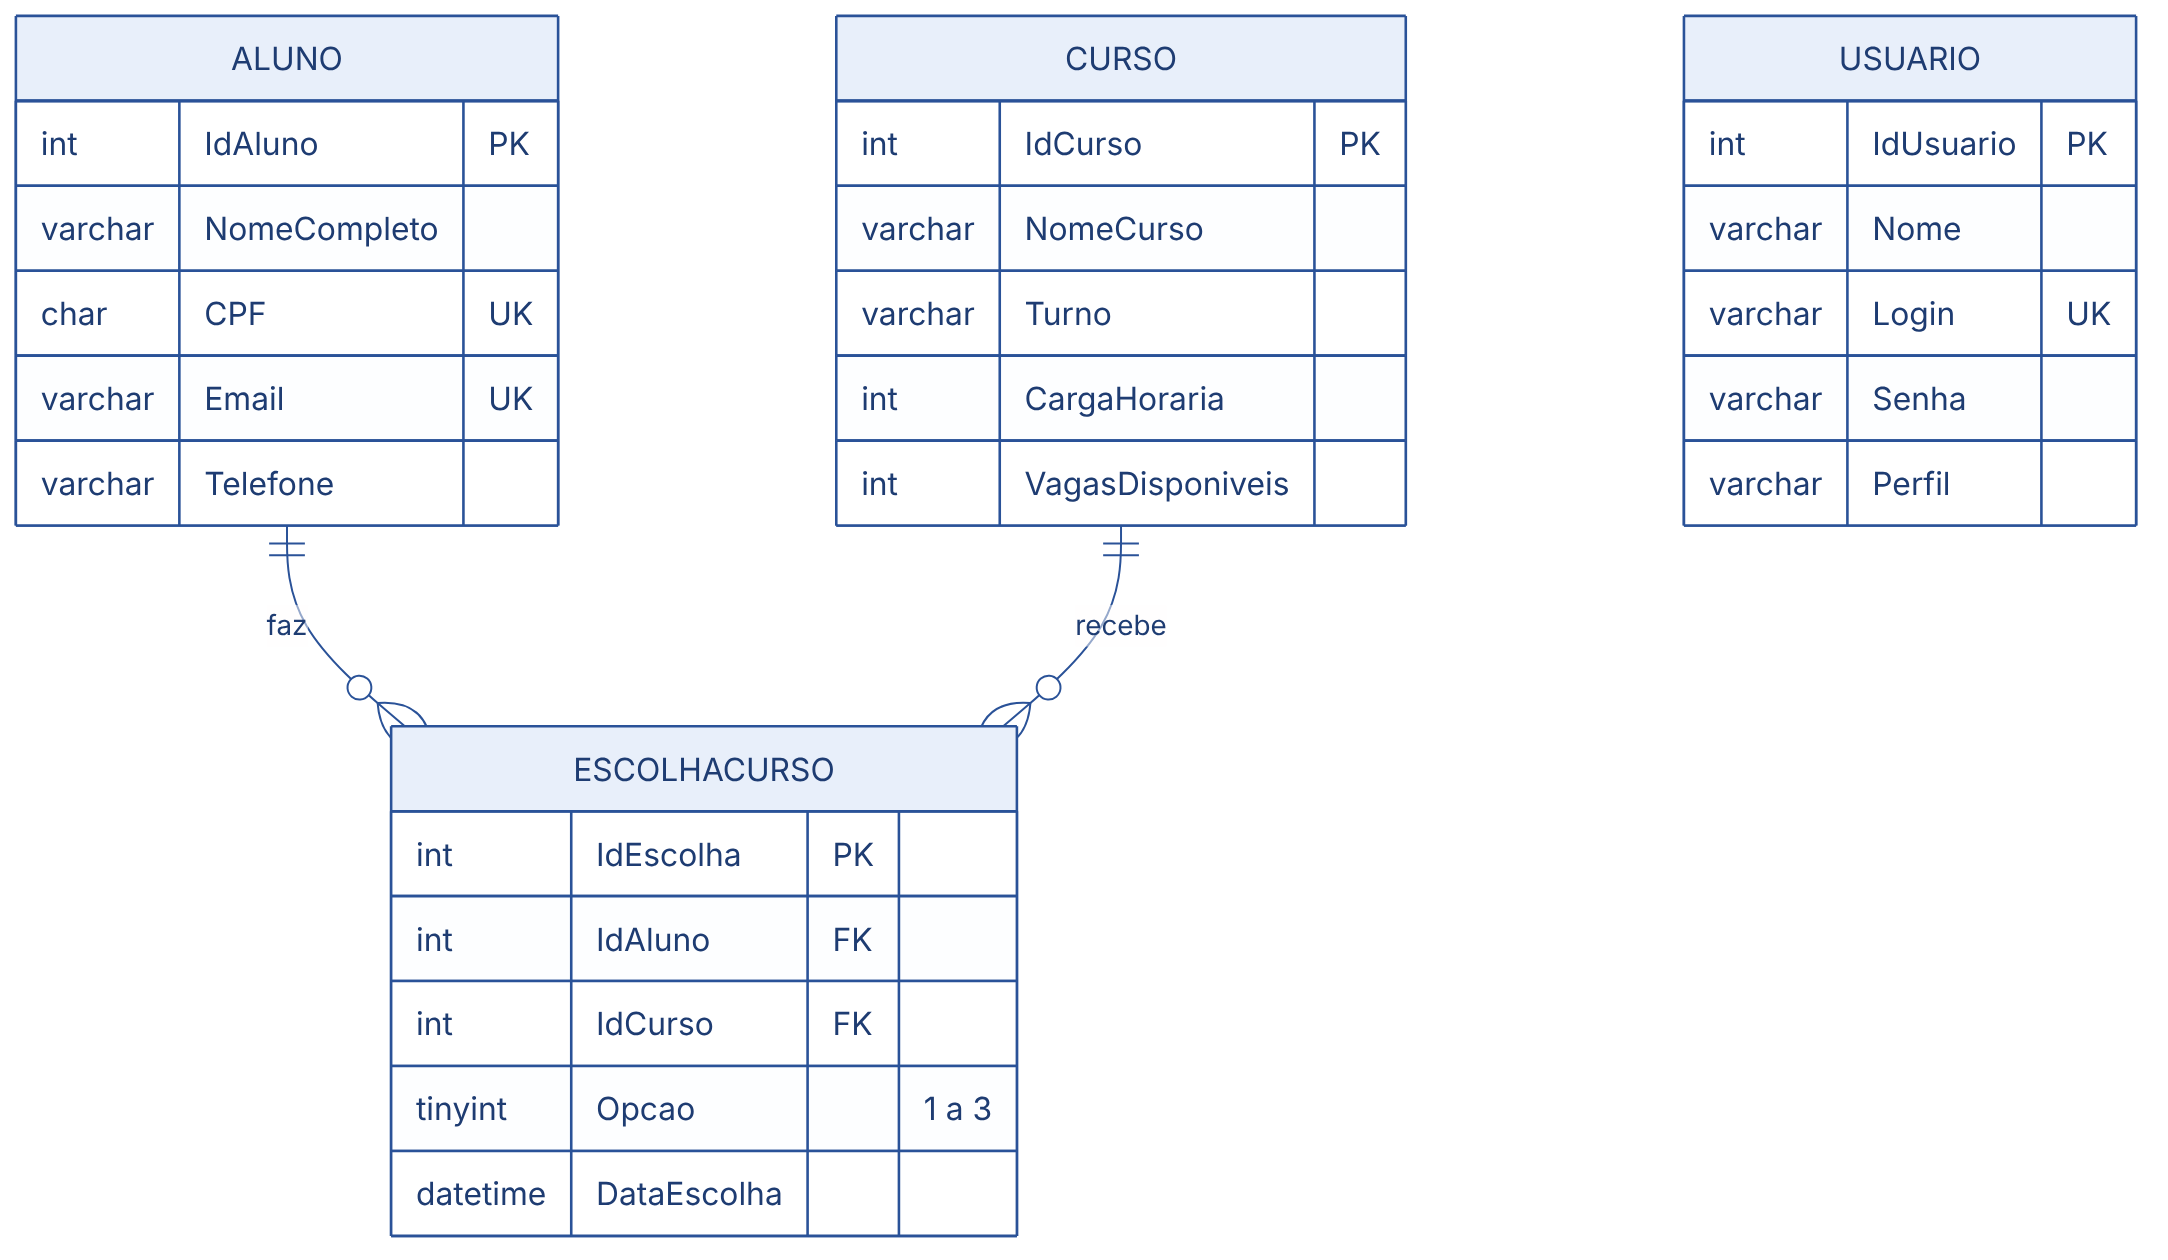 ALUNO
int IdAluno PK
varchar NomeCompleto
char CPF UK
varchar Email UK
varchar Telefone
CURSO
int IdCurso PK
varchar NomeCurso
varchar Turno
int CargaHoraria
int VagasDisponiveis
USUARIO
int IdUsuario PK
varchar Nome
varchar Login UK
varchar Senha
varchar Perfil
faz
recebe
ESCOLHACURSO
int IdEscolha PK
int IdAluno FK
int IdCurso FK
tinyint Opcao 1 a 3
datetime DataEscolha